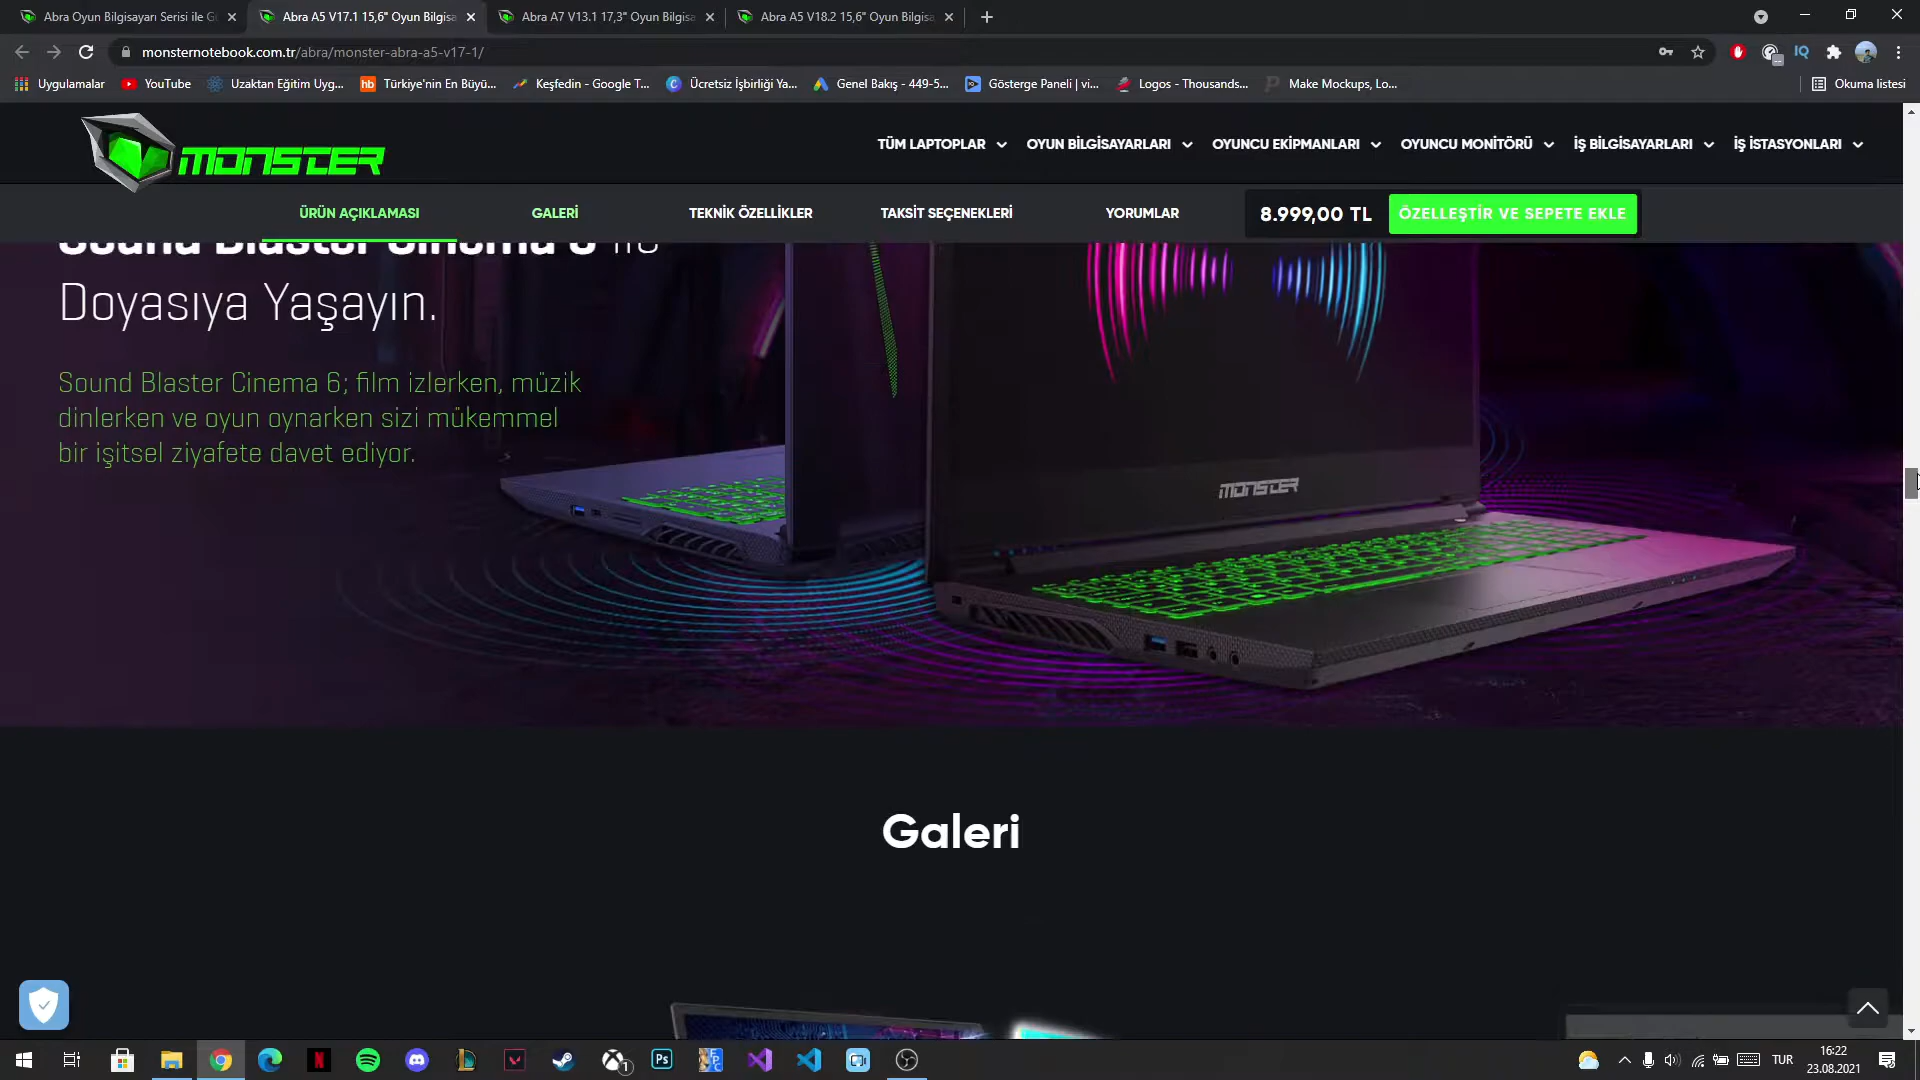 Abra Oyun Bilgisayarı Serisi ile G
Abra A5 V17.1 15,6" Oyun Bilgisa
Abra A7 V13.1 17,3" Oyun Bilgisa
Abra A5 V18.2 15,6" Oyun Bilgisa
monsternotebook.com.tr/abra/monster-abra-a5-v17-1/
Uygulamalar
YouTube
Uzaktan Eğitim Uyg...
Türkiye'nin En Büyü...
Keşfedin - Google T...
Ücretsiz İşbirliği Ya...
Genel Bakış - 449-5...
Gösterge Paneli | vi...
Logos - Thousands...
Make Mockups, Lo...
Okuma listesi
MONSTER
TÜM LAPTOPLAR
OYUN BİLGİSAYARLARI
OYUNCU EKİPMANLARI
OYUNCU MONİTÖRÜ
İŞ BİLGİSAYARLARI
İŞ İSTASYONLARI
ÜRÜN AÇIKLAMASI
GALERİ
TEKNİK ÖZELLİKLER
TAKSİT SEÇENEKLERİ
YORUMLAR
8.999,00 TL
ÖZELLEŞTİR VE SEPETE EKLE
Sound Blaster Cinema 6
Doyasıya Yaşayın.
Sound Blaster Cinema 6; film izlerken, müzik
dinlerken ve oyun oynarken sizi mükemmel
bir işitsel ziyafete davet ediyor.
MONSTER
Galeri
TUR
16:22
23.08.2021